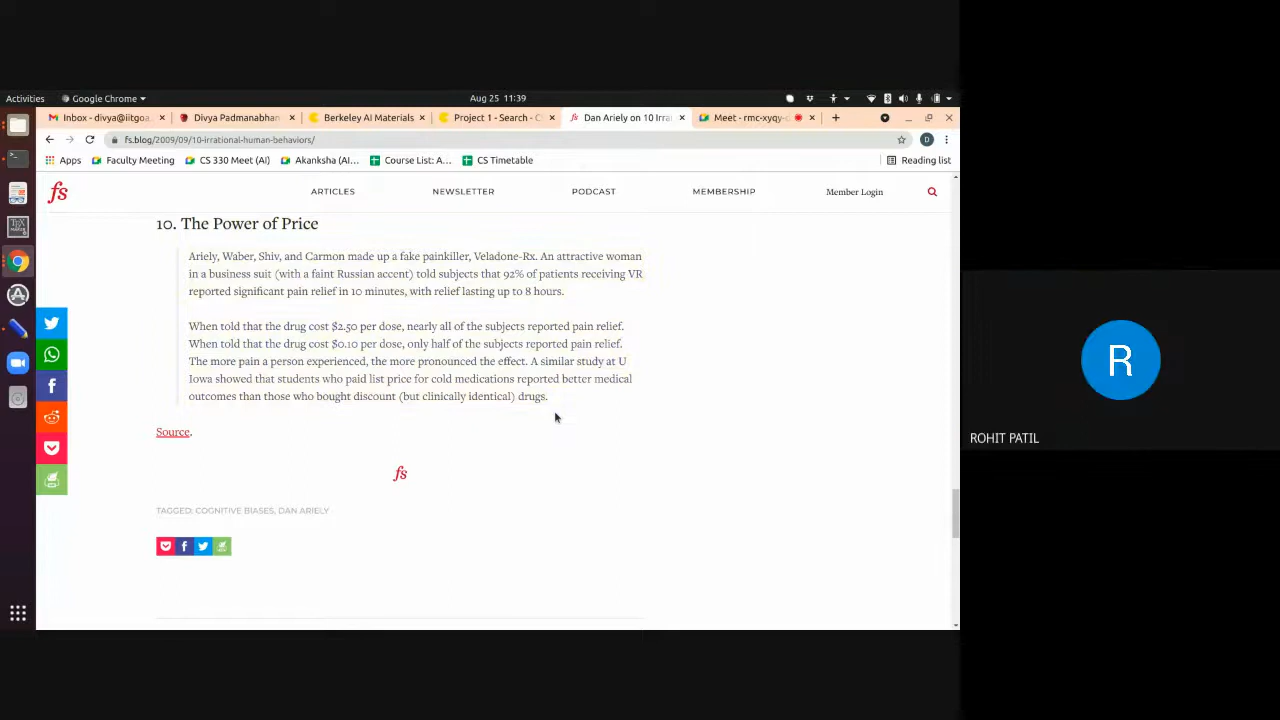 Activities
Google Chrome
Aug 25 11:39
Inbox - divya@iitgoa
Divya Padmanabhan
Berkeley AI Materials
Project 1 - Search - C
Dan Ariely on 10 Irra
Meet - rmc-xyqy-
fs.blog/2009/09/10-irrational-human-behaviors/
D
Apps
Faculty Meeting
CS 330 Meet (AI)
Akanksha (AI...
Course List: A...
CS Timetable
Reading list
fs
ARTICLES
NEWSLETTER
PODCAST
MEMBERSHIP
Member Login
10. The Power of Price
Ariely, Waber, Shiv, and Carmon made up a fake painkiller, Veladone-Rx. An attractive woman
in a business suit (with a faint Russian accent) told subjects that 92% of patients receiving VR
reported significant pain relief in 10 minutes, with relief lasting up to 8 hours.
When told that the drug cost $2.50 per dose, nearly all of the subjects reported pain relief.
When told that the drug cost $0.10 per dose, only half of the subjects reported pain relief.
The more pain a person experienced, the more pronounced the effect. A similar study at U
Iowa showed that students who paid list price for cold medications reported better medical
outcomes than those who bought discount (but clinically identical) drugs.
Source.
fs
TAGGED: COGNITIVE BIASES, DAN ARIELY
R
ROHIT PATIL